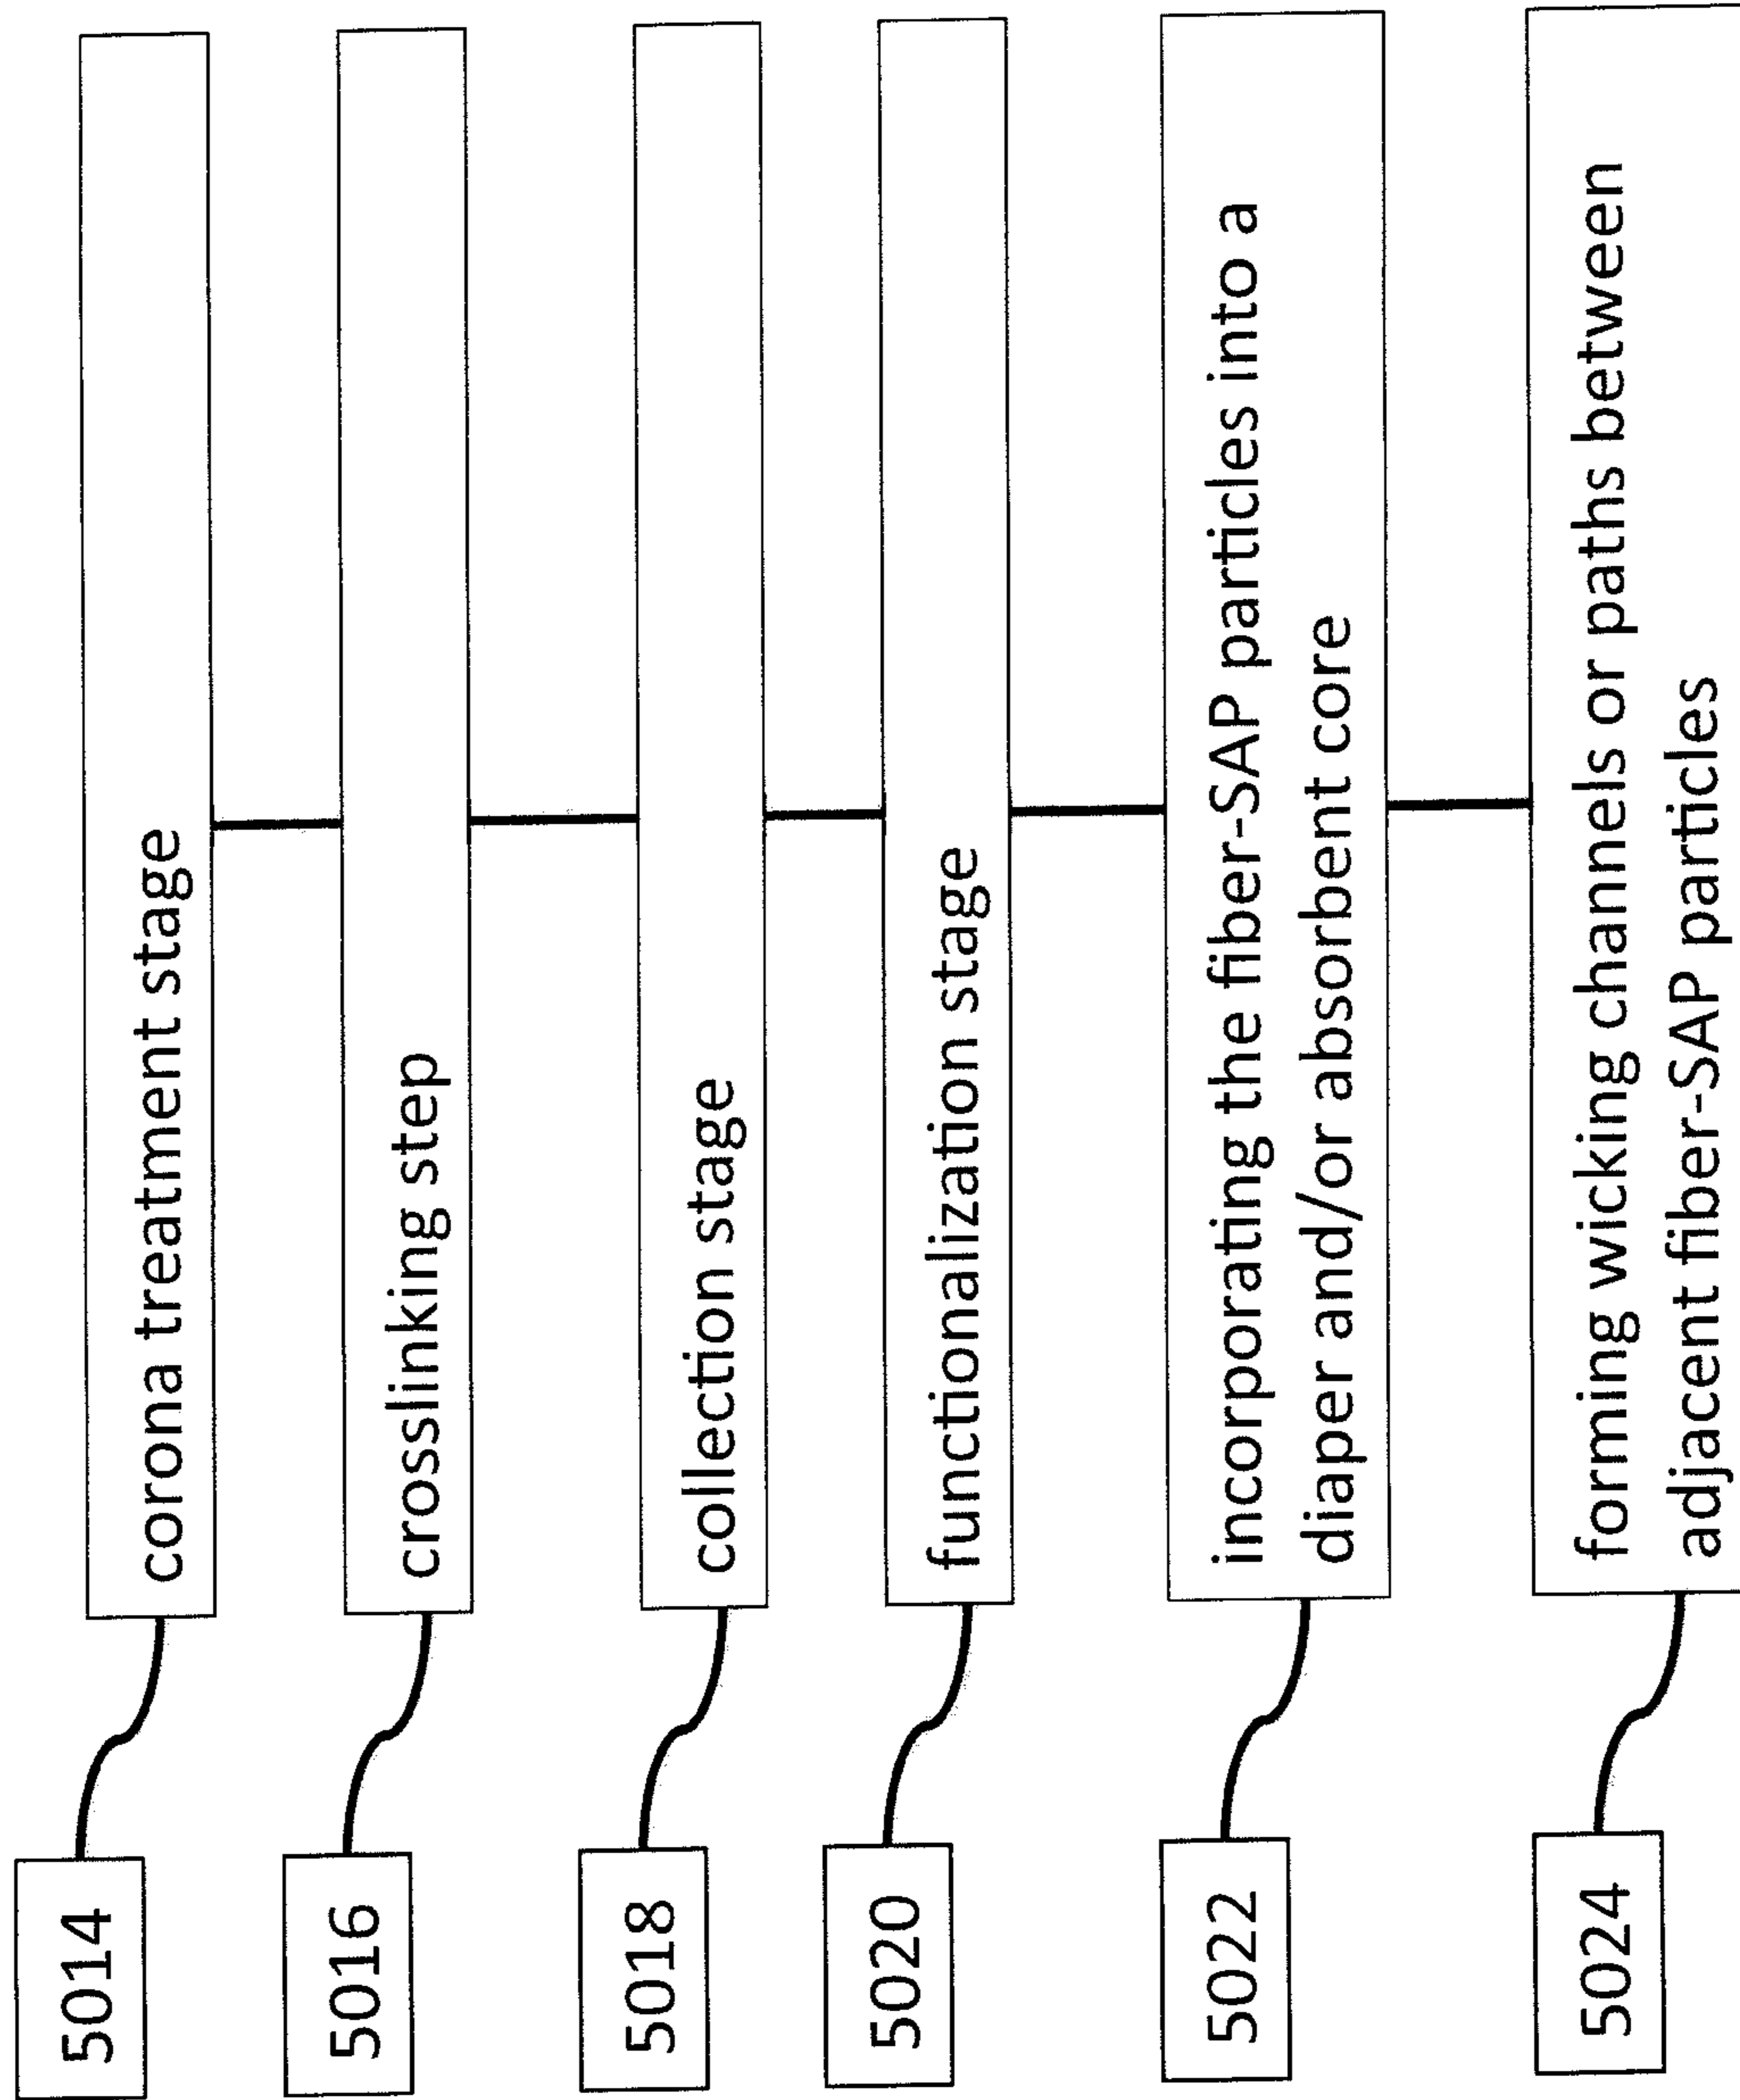 5014
corona treatment stage
5016
crosslinking step
5018
collection stage
5020
functionalization stage
5022
incorporating the fiber-SAP particles into a
diaper and/or absorbent core
5024
forming wicking channels or paths between
adjacent fiber-SAP particles